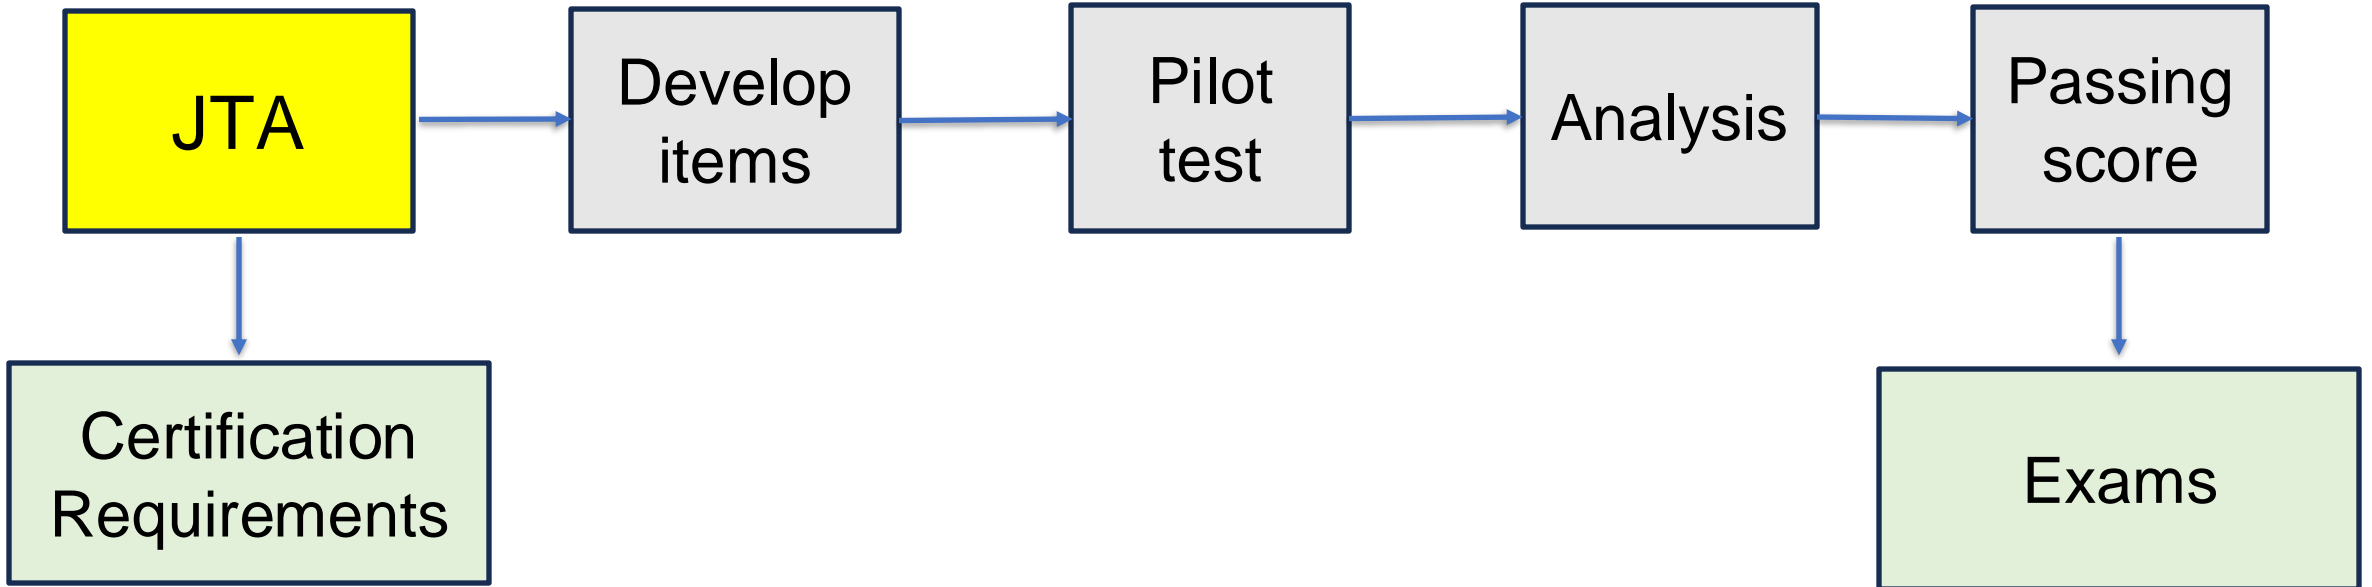 JTA
Develop
items
Pilot
test
Analysis
Passing
score
Certification
Requirements
Exams